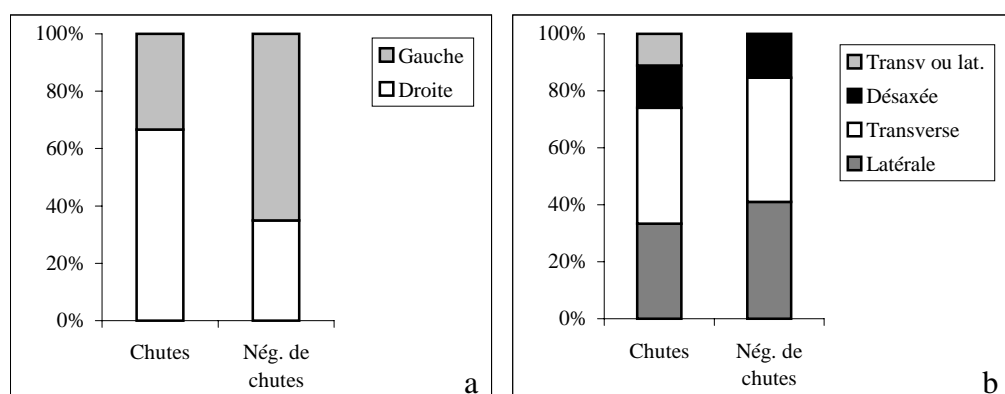 100%
80%
60%
40%
20%
0%
Chutes
Nég. de
chutes
Gauche
Droite
a
100%
80%
60%
40%
20%
0%
Chutes
Nég. de
chutes
Transv ou lat.
Désaxée
Transverse
Latérale
b